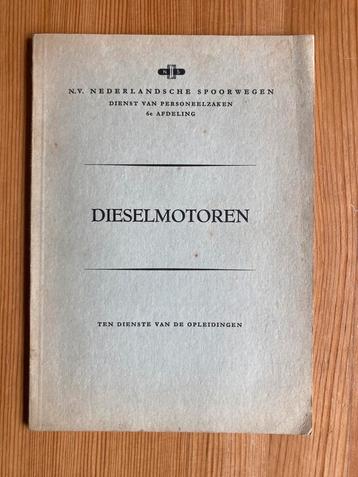 N S
N.V. NEDERLANDSCHE SPOORWEGEN
DIENST VAN PERSONEELZAKEN
6e AFDELING
DIESELMOTOREN
TEN DIENSTE VAN DE OPLEIDINGEN